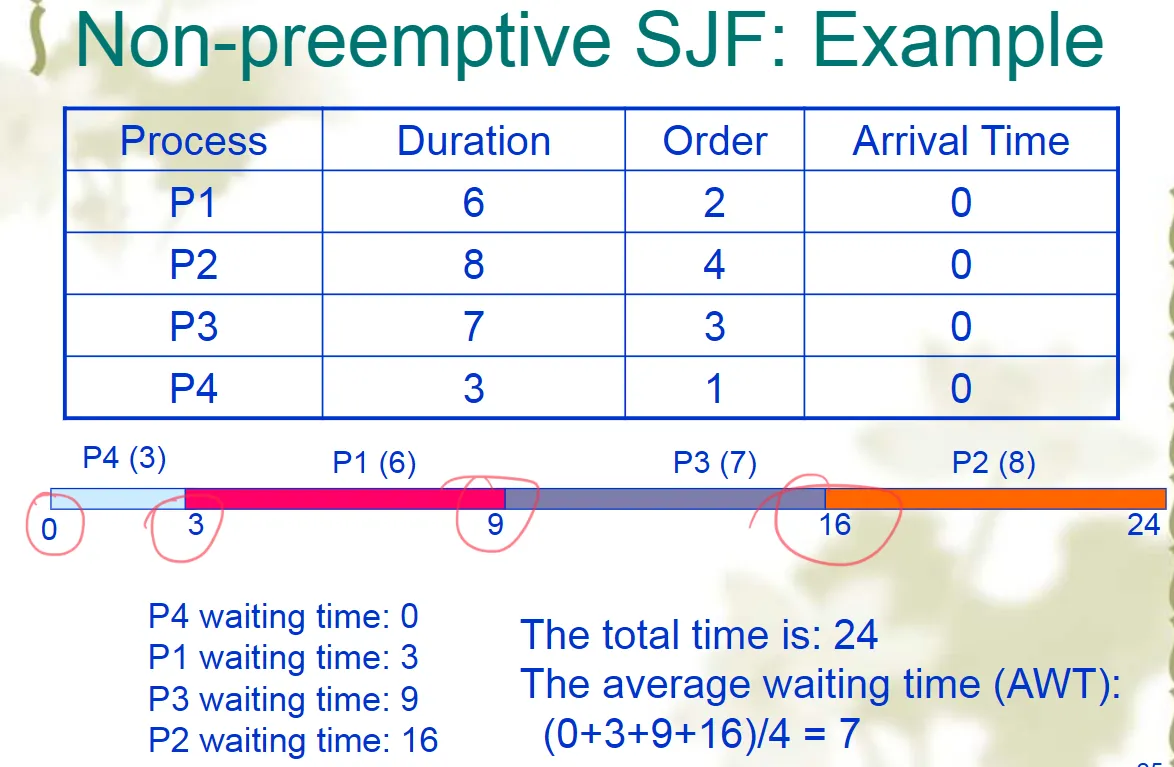 Non-preemptive SJF: Example
Process Duration Order Arrival Time
P1 6 2 0
P2 8 4 0
P3 7 3 0
P4 3 1 0
P4 (3) P1 (6) P3 (7) P2 (8)
0 3 9 16 24
P4 waiting time: 0
P1 waiting time: 3
P3 waiting time: 9
P2 waiting time: 16
The total time is: 24
The average waiting time (AWT):
(0+3+9+16)/4 = 7